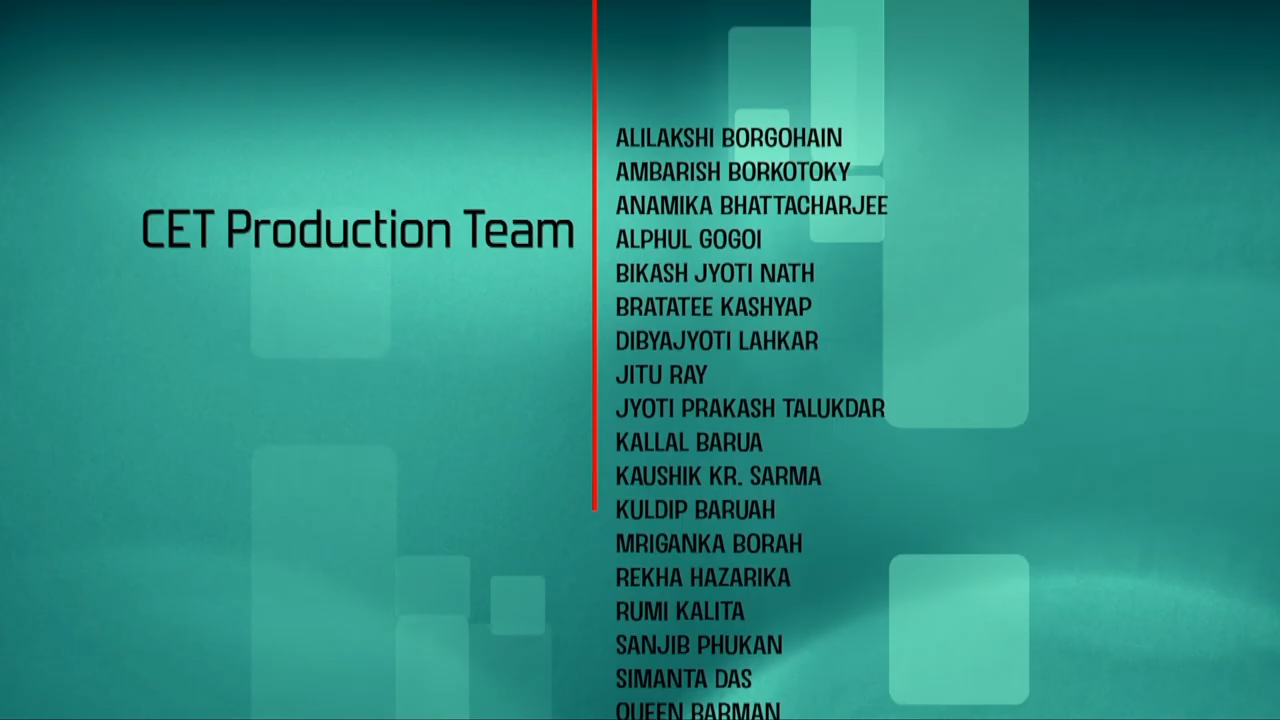 CET Production Team
ALILAKSHI BORGOHAIN
AMBARISH BORKOTOKY
ANAMIKA BHATTACHARJEE
ALPHUL GOGOI
BIKASH JYOTI NATH
BRATATEE KASHYAP
DIBYAJYOTI LAHKAR
JITU RAY
JYOTI PRAKASH TALUKDAR
KALLAL BARUA
KAUSHIK KR. SARMA
KULDIP BARUAH
MRIGANKA BORAH
REKHA HAZARIKA
RUMI KALITA
SANJIB PHUKAN
SIMANTA DAS
QUEEN BARMAN